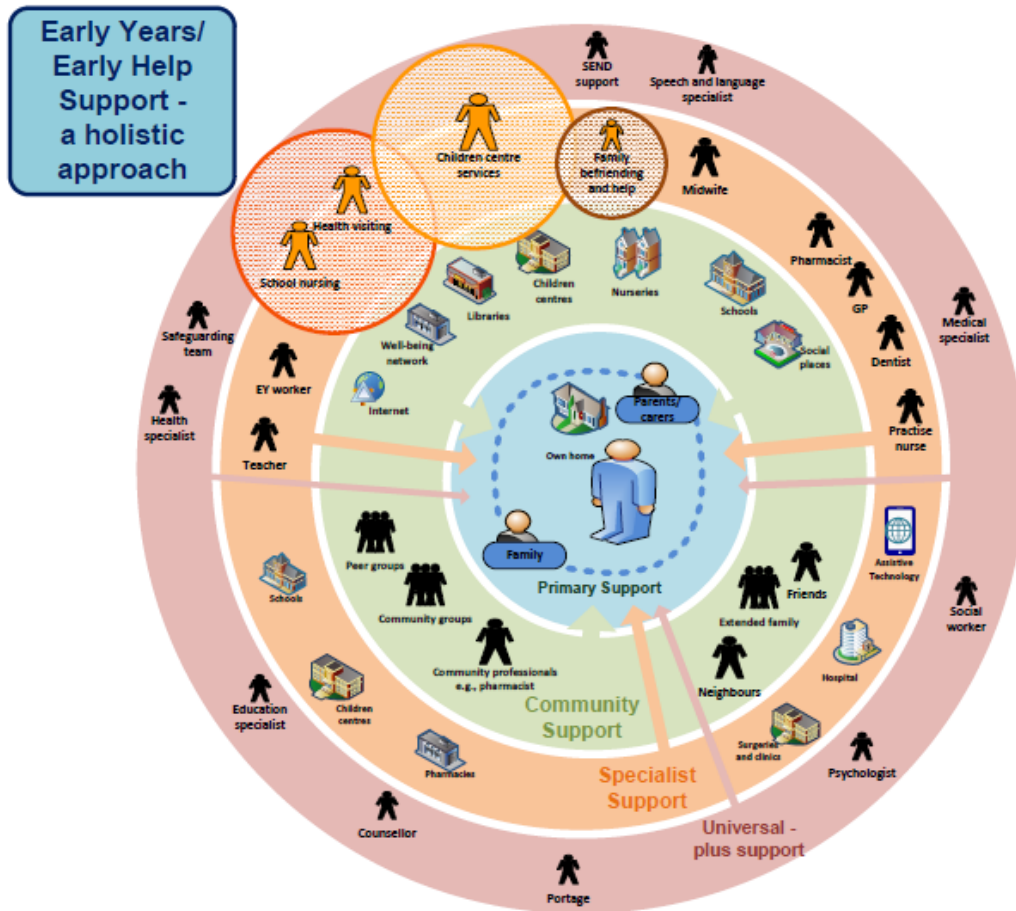 Early Years/
Early Help
Support -
a holistic
approach
SEND
support
Speech and language
specialist
Children centre
services
Family
befriending
and help
Midwife
Health visiting
School nursing
Pharmacist
GP
Medical
specialist
Dentist
Practise
nurse
Safeguarding
team
Health
specialist
EY worker
Teacher
Children
centres
Nurseries
Schools
Libraries
Well-being
network
Internet
Social
places
Parents/
carers
Own home
Family
Primary Support
Peer groups
Community groups
Community professionals
e.g., pharmacist
Friends
Extended family
Neighbours
Community
Support
Assistive
Technology
Social
worker
Schools
Hospital
Education
specialist
Children
centres
Pharmacies
Surgeries
and clinics
Specialist
Support
Psychologist
Counsellor
Universal -
plus support
Portage